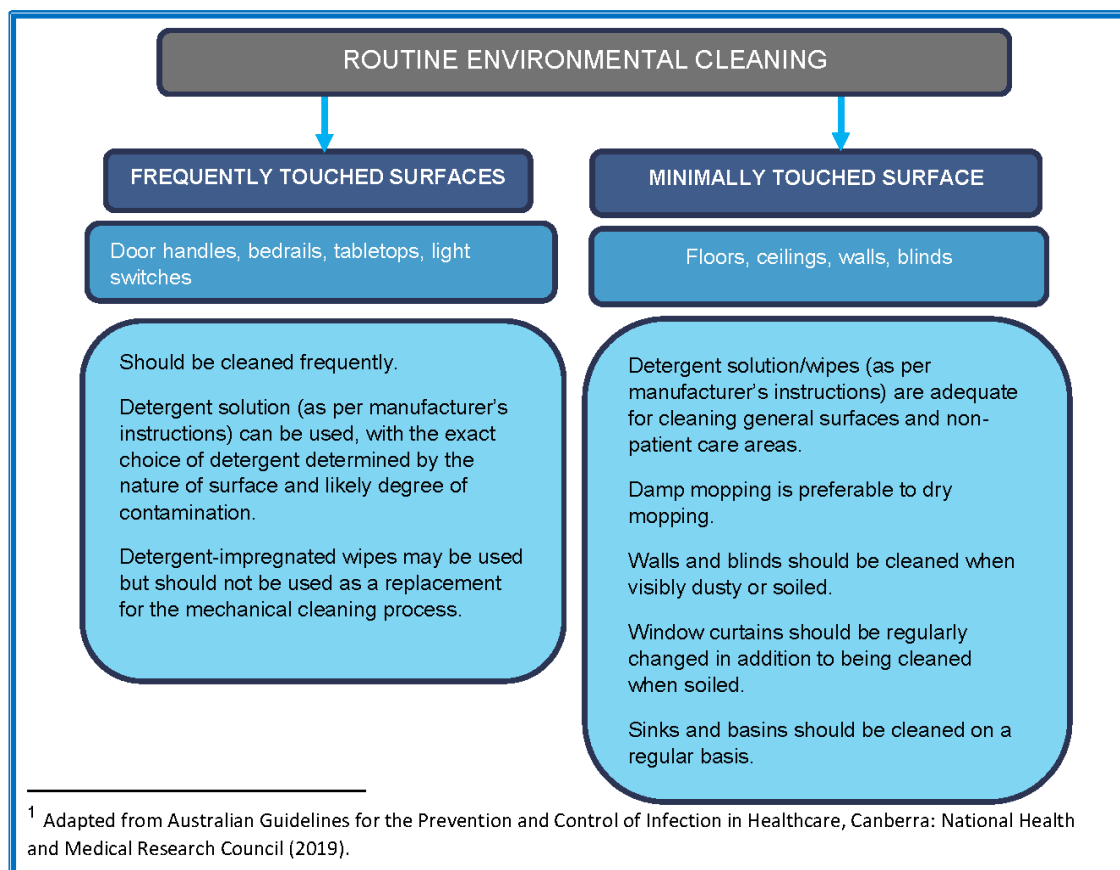 ROUTINE ENVIRONMENTAL CLEANING
FREQUENTLY TOUCHED SURFACES
Door handles, bedrails, tabletops, light
switches
Should be cleaned frequently.
Detergent solution (as per manufacturer’s
instructions) can be used, with the exact
choice of detergent determined by the
nature of surface and likely degree of
contamination.
Detergent-impregnated wipes may be used
but should not be used as a replacement
for the mechanical cleaning process.
MINIMALLY TOUCHED SURFACE
Floors, ceilings, walls, blinds
Detergent solution/wipes (as per
manufacturer’s instructions) are adequate
for cleaning general surfaces and non-
patient care areas.
Damp mopping is preferable to dry
mopping.
Walls and blinds should be cleaned when
visibly dusty or soiled.
Window curtains should be regularly
changed in addition to being cleaned
when soiled.
Sinks and basins should be cleaned on a
regular basis.
1 Adapted from Australian Guidelines for the Prevention and Control of Infection in Healthcare, Canberra: National Health
and Medical Research Council (2019).